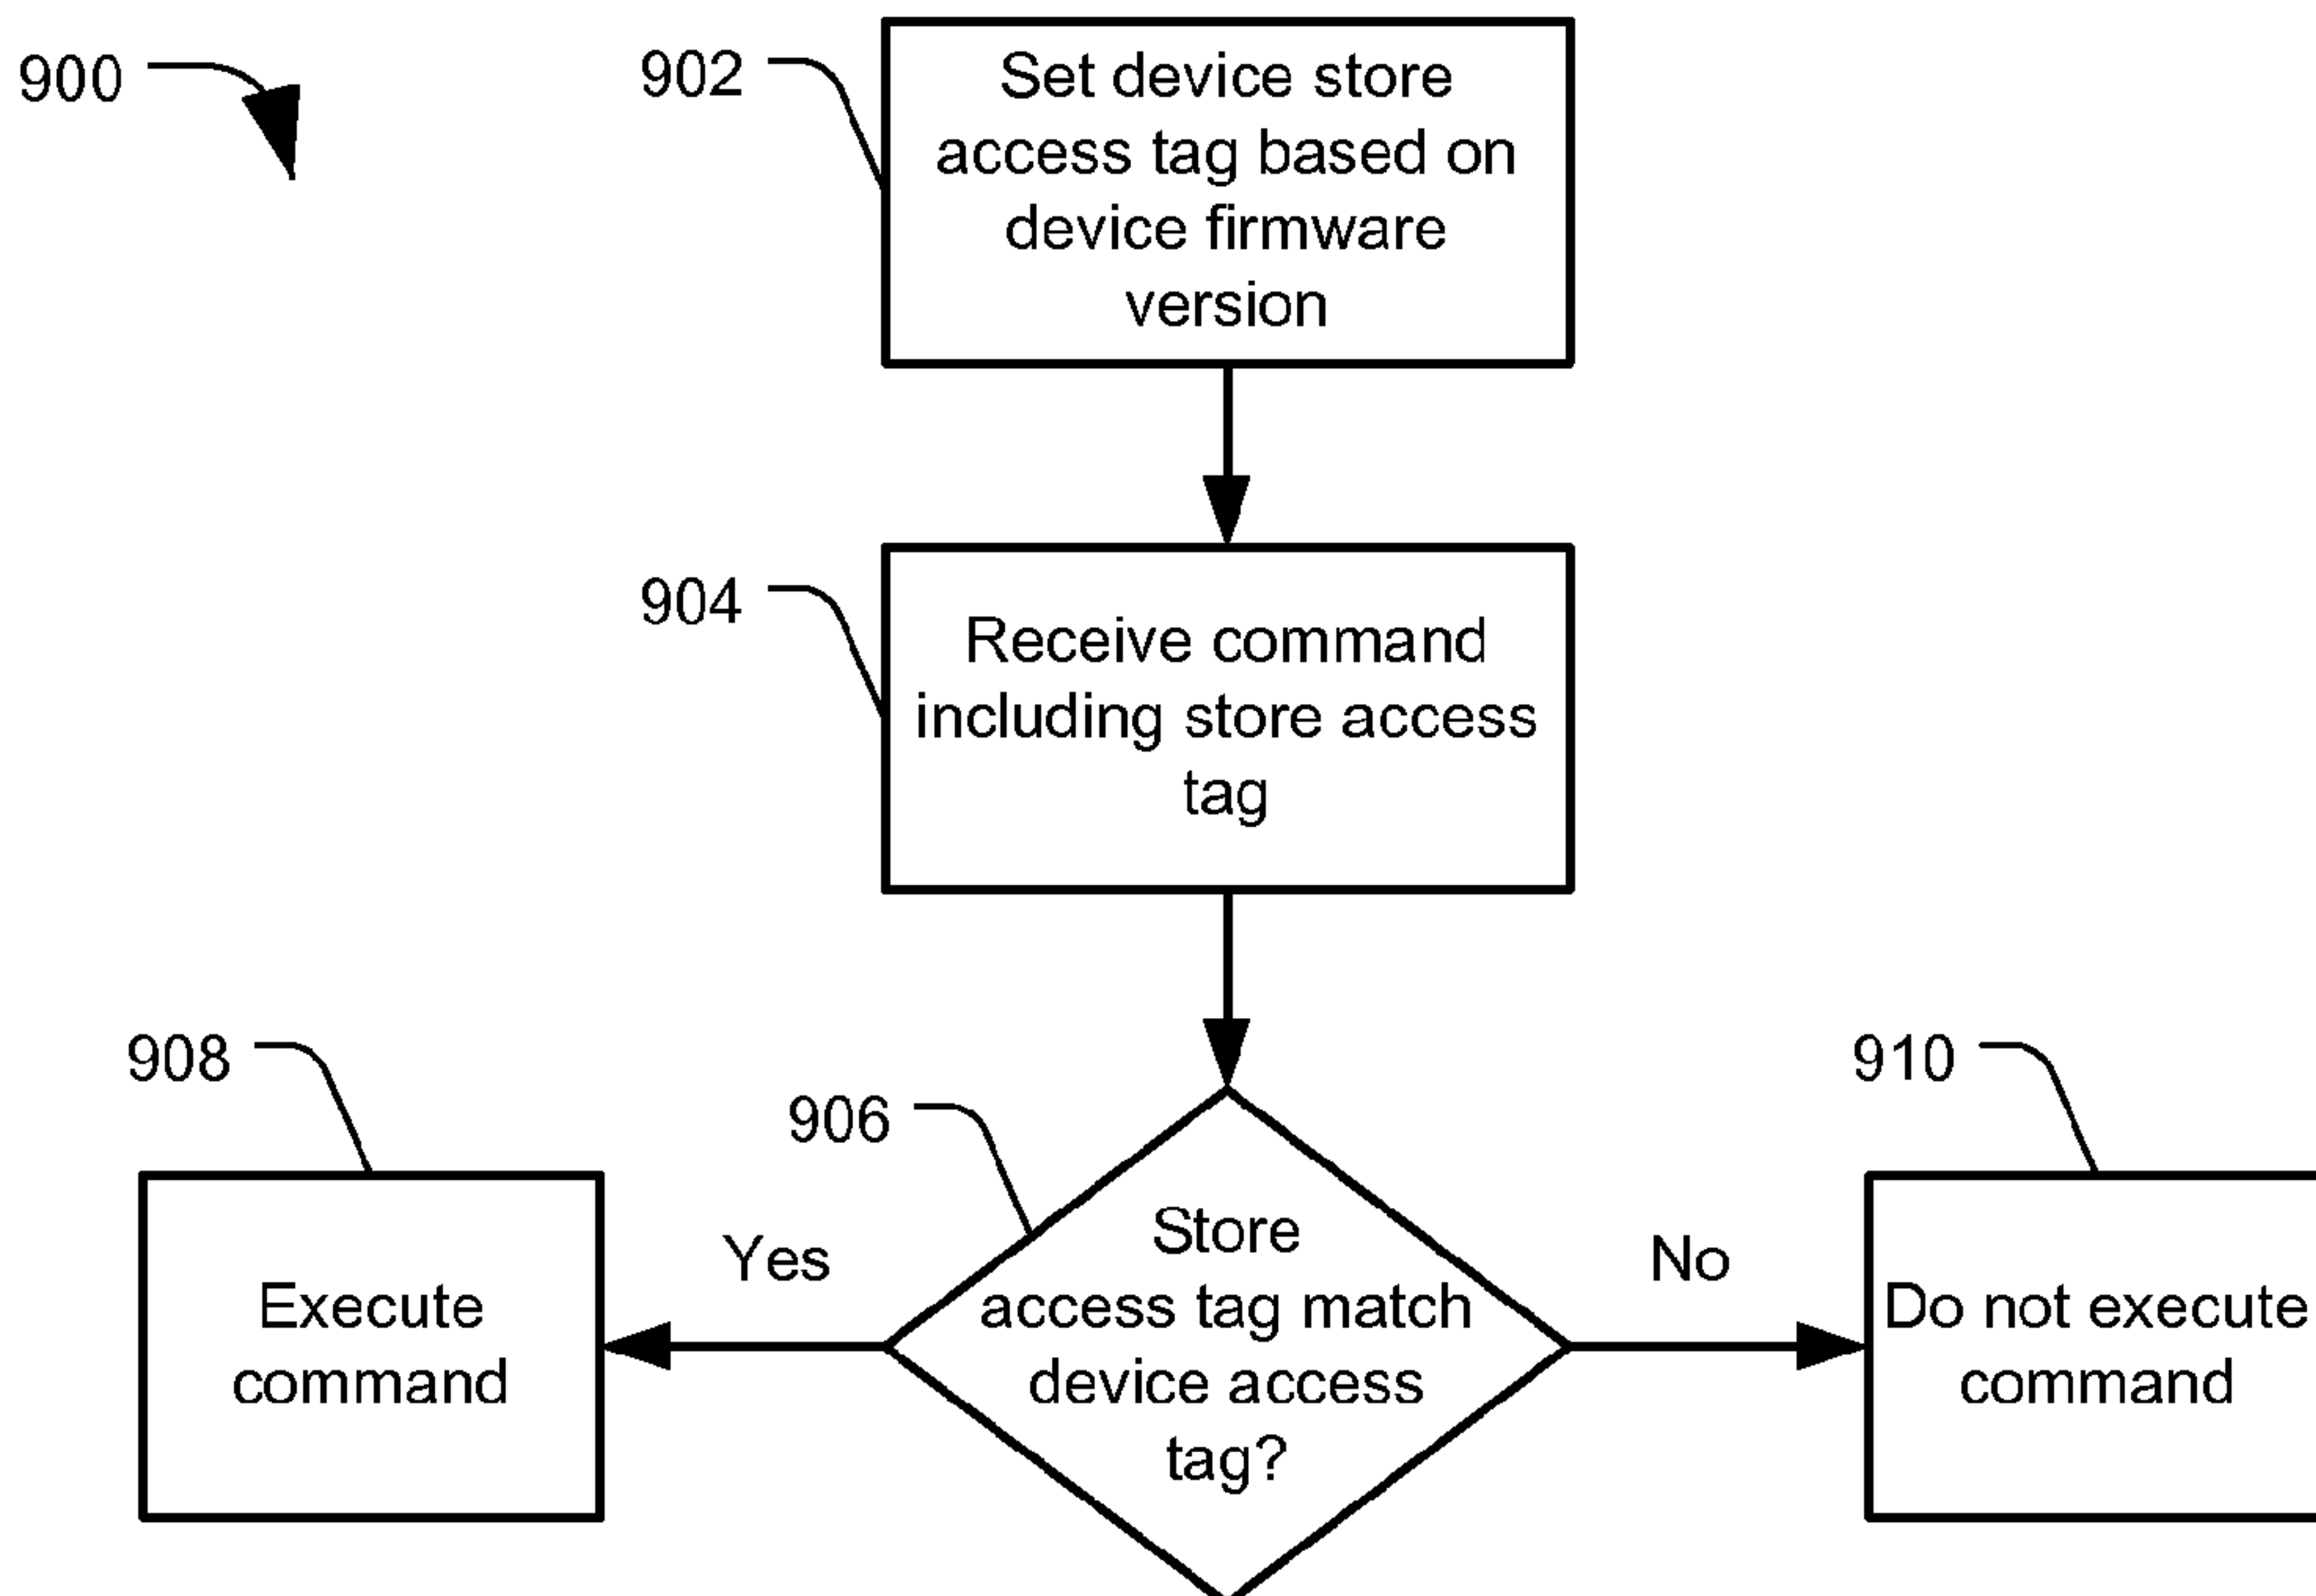 900
902
Set device store
access tag based on
device firmware
version
904
Receive command
including store access
tag
908
906
910
Execute
command
Yes
Store
access tag match
device access
tag?
No
Do not execute
command